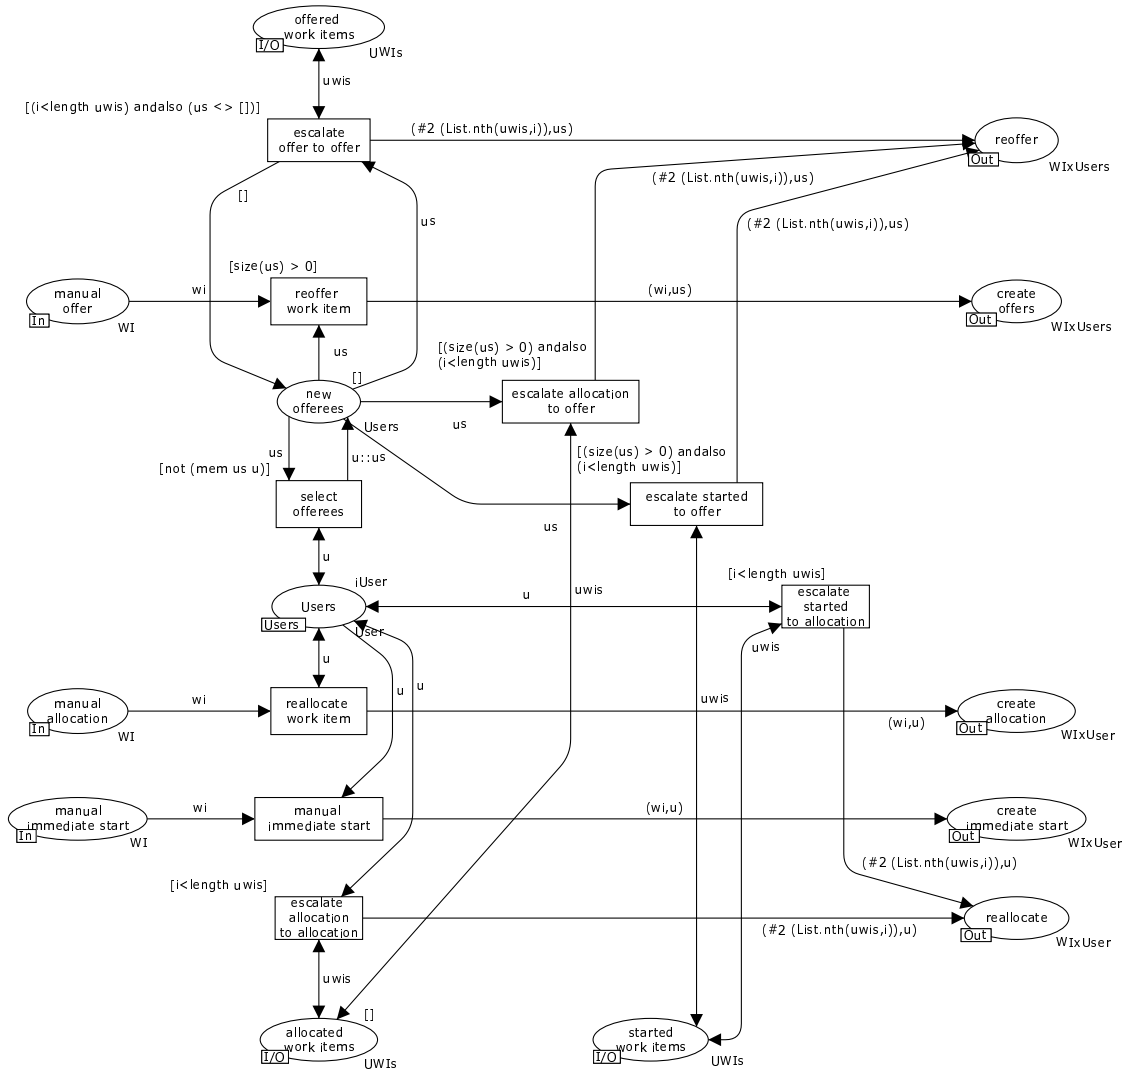 offered
work items
I/O
UWIs
uwis
[(i<length uwis) andalso (us <> [])]
escalate
offer to offer
(#2 (List.nth(uwis,i)),us)
reoffer
Out
WIxUsers
(#2 (List.nth(uwis,i)),us)
[]
us
(#2 (List.nth(uwis,i)),us)
[size(us) > 0]
manual
offer
In
WI
wi
reoffer
work item
(wi,us)
create
offers
Out
WIxUsers
us
[]
[(size(us) > 0) andalso
(i<length uwis)]
new
offerees
Users
us
escalate allocation
to offer
us
[not (mem us u)]
u::us
[(size(us) > 0) andalso
(i<length uwis)]
select
offerees
escalate started
to offer
us
u
iUser
Users
Users
User
u
uwis
[i<length uwis]
escalate
started
to allocation
uwis
u
u
u
manual
allocation
In
WI
wi
reallocate
work item
uwis
(wi,u)
create
allocation
Out
WIxUser
manual
immediate start
In
WI
wi
manual
immediate start
(wi,u)
create
immediate start
Out
WIxUser
(#2 (List.nth(uwis,i)),u)
[i<length uwis]
escalate
allocation
to allocation
(#2 (List.nth(uwis,i)),u)
reallocate
Out
WIxUser
uwis
[]
allocated
work items
I/O
UWIs
started
work items
I/O
UWIs